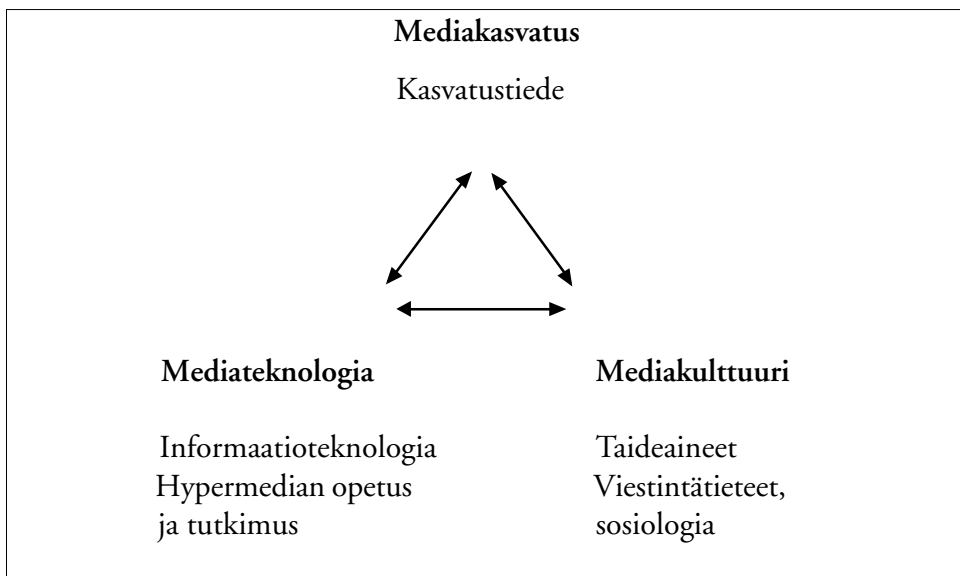 Mediakasvatus
Kasvatustiede
Mediateknologia
Informaatioteknologia
Hypermedian opetus
ja tutkimus
Mediakulttuuri
Taideaineet
Viestintätieteet,
sosiologia